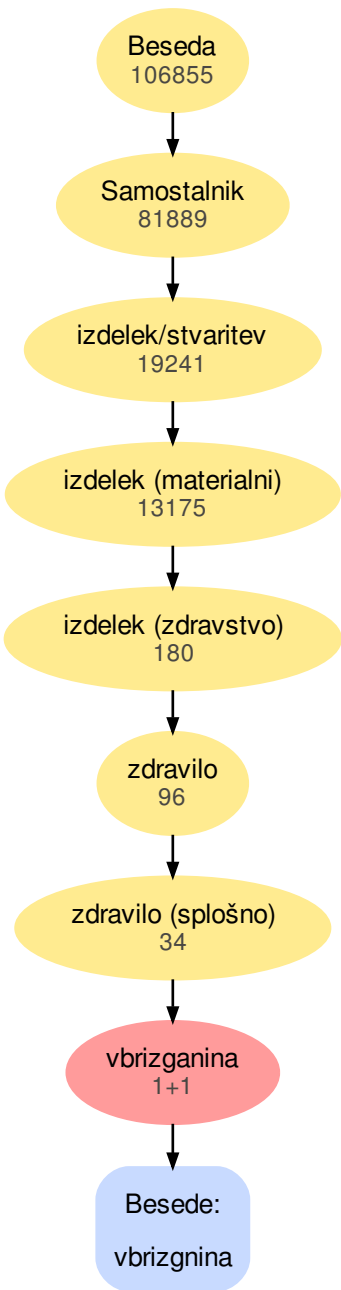 Beseda
106855
Samostalnik
81889
izdelek/stvaritev
19241
izdelek (materialni)
13175
izdelek (zdravstvo)
180
zdravilo
96
zdravilo (splošno)
34
vbrizganina
1+1
Besede:
vbrizgnina